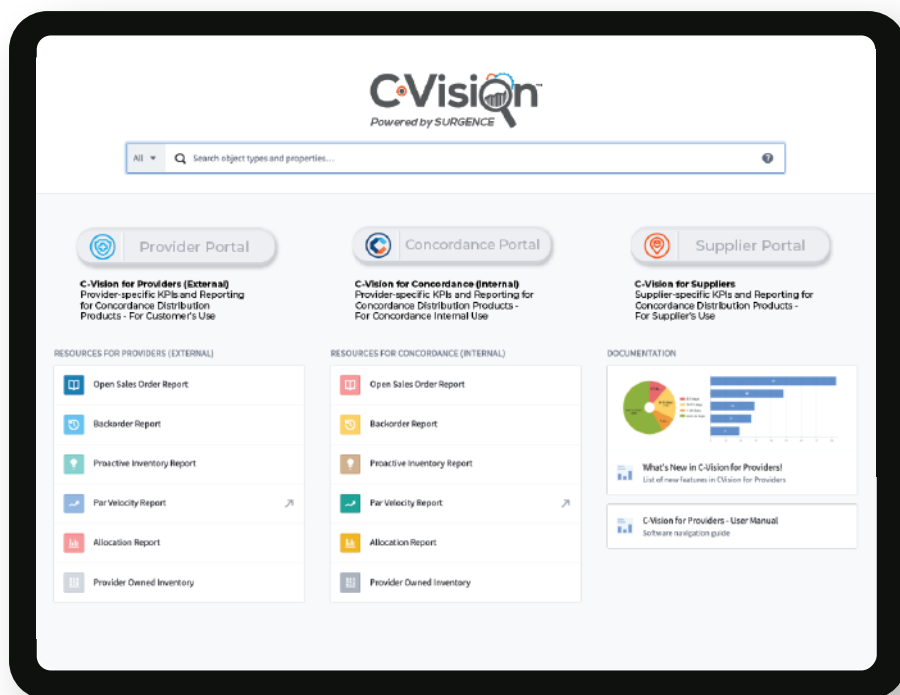 C•Vision™
Powered by SURGENCE
All
Search object types and properties...
?
Provider Portal
C-Vision for Providers (External)
Provider-specific KPIs and Reporting
for Concordance Distribution
Products - For Customer's Use
Concordance Portal
C-Vision for Concordance (Internal)
Provider-specific KPIs and Reporting for
Concordance Distribution Products -
For Concordance Internal Use
Supplier Portal
C-Vision for Suppliers
Supplier-specific KPIs and Reporting for
Concordance Distribution Products -
For Supplier's Use
RESOURCES FOR PROVIDERS (EXTERNAL)
Open Sales Order Report
Backorder Report
Proactive Inventory Report
Par Velocity Report
Allocation Report
Provider Owned Inventory
RESOURCES FOR CONCORDANCE (INTERNAL)
Open Sales Order Report
Backorder Report
Proactive Inventory Report
Par Velocity Report
Allocation Report
Provider Owned Inventory
DOCUMENTATION
What's New in C-Vision for Providers!
List of new features in CVision for Providers
C-Vision for Providers - User Manual
Software navigation guide